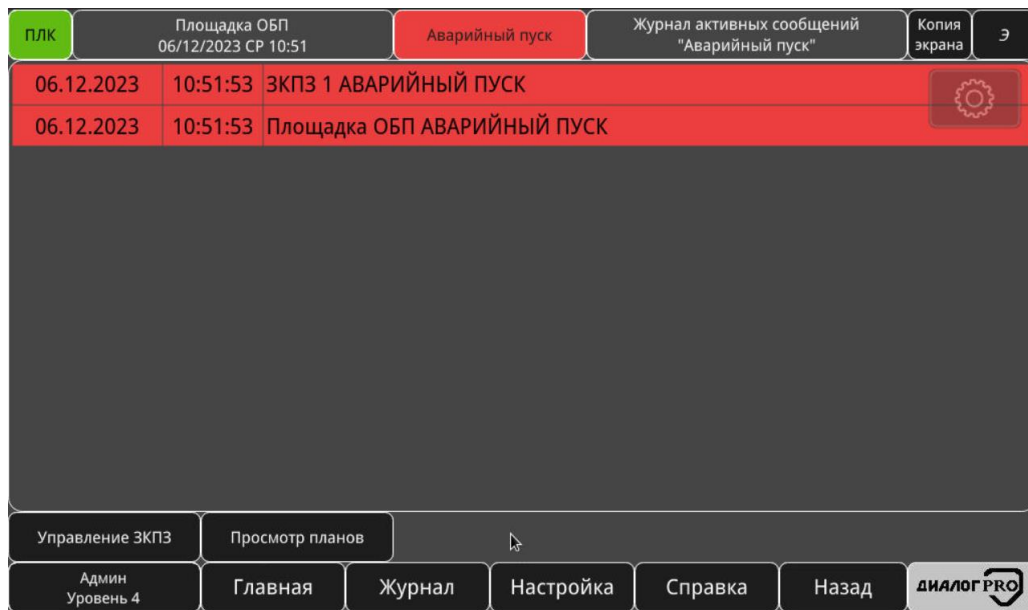 ПЛК
Площадка ОБП
06/12/2023 СР 10:51
Аварийный пуск
Журнал активных сообщений
"Аварийный пуск"
Копия
экрана
Э
06.12.2023 10:51:53 ЗКПЗ 1 АВАРИЙНЫЙ ПУСК
06.12.2023 10:51:53 Площадка ОБП АВАРИЙНЫЙ ПУСК
Управление ЗКПЗ
Просмотр планов
Админ
Уровень 4
Главная
Журнал
Настройка
Справка
Назад
ДИАЛОГ PRO